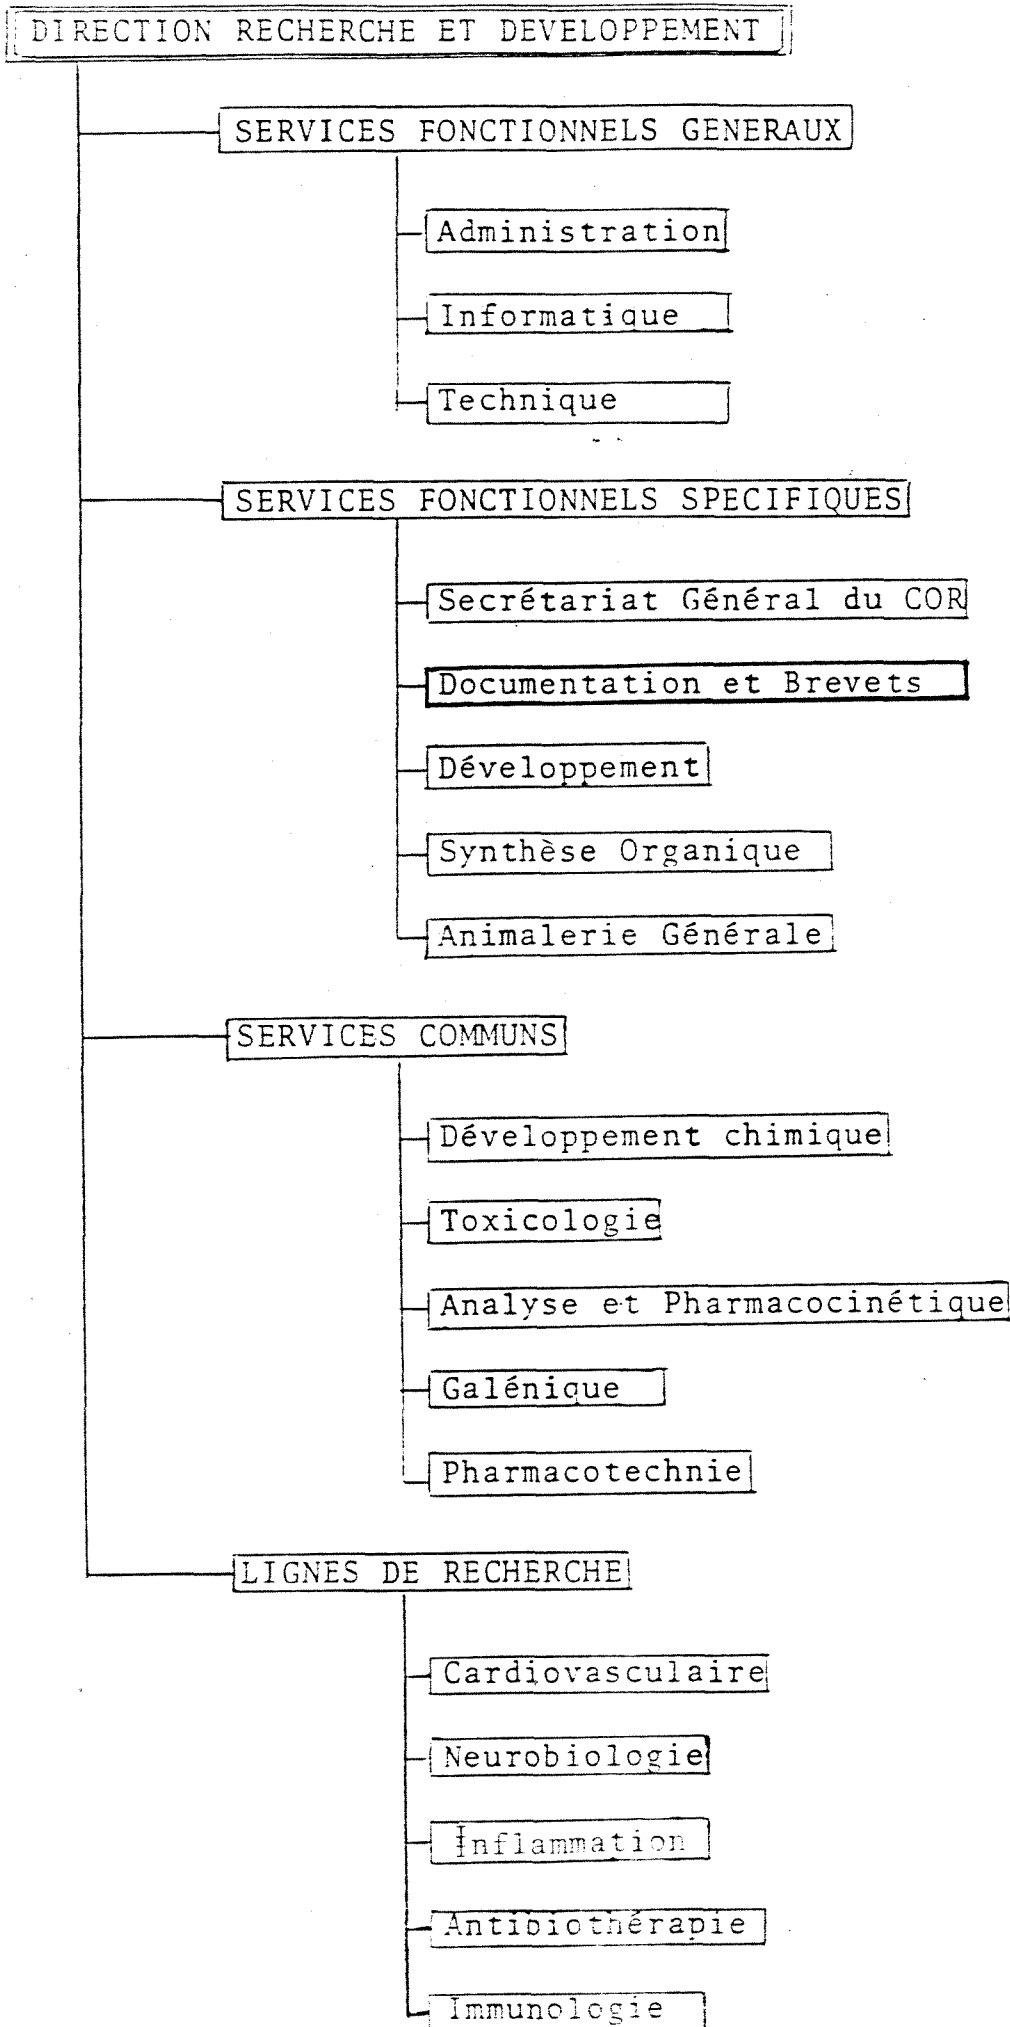 DIRECTION RECHERCHE ET DEVELOPPEMENT
SERVICES FONCTIONNELS GENERAUX
Administration
Informatique
Technique
SERVICES FONCTIONNELS SPECIFIQUES
Secrétariat Général du COR
Documentation et Brevets
Développement
Synthèse Organique
Animalerie Générale
SERVICES COMMUNS
Développement chimique
Toxicologie
Analyse et Pharmacocinétique
Galénique
Pharmacotechnie
LIGNES DE RECHERCHE
Cardiovasculaire
Neurobiologie
Inflammation
Antibiothérapie
Immunologie